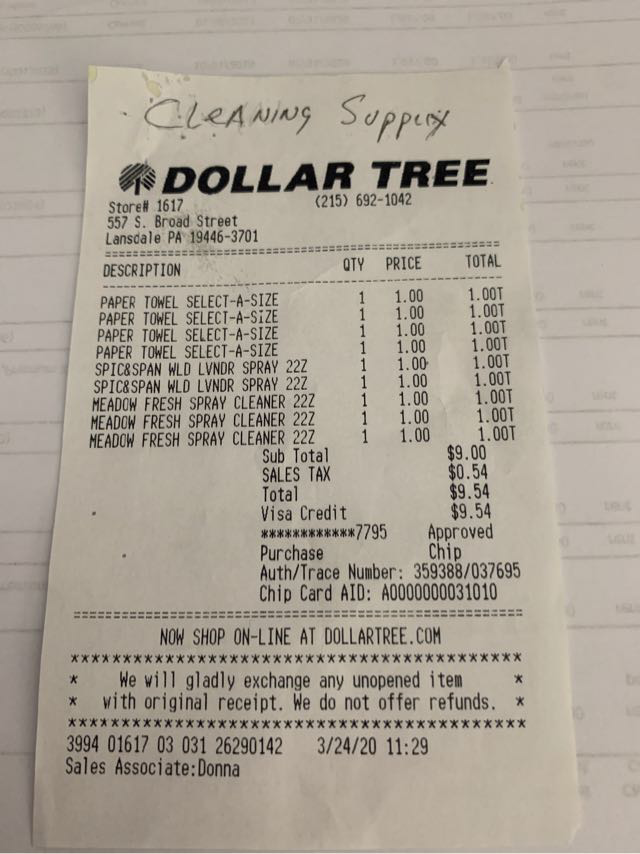 CLEANING SUPPLY
DOLLAR TREE.
Store# 1617 (215) 692-1042
557 S. Broad Street
Lansdale PA 19446-3701
================================================
DESCRIPTION QTY PRICE TOTAL
------------------------------------------------
PAPER TOWEL SELECT-A-SIZE 1 1.00 1.00T
PAPER TOWEL SELECT-A-SIZE 1 1.00 1.00T
PAPER TOWEL SELECT-A-SIZE 1 1.00 1.00T
PAPER TOWEL SELECT-A-SIZE 1 1.00 1.00T
SPIC&SPAN WLD LVNDR SPRAY 22Z 1 1.00 1.00T
SPIC&SPAN WLD LVNDR SPRAY 22Z 1 1.00 1.00T
MEADOW FRESH SPRAY CLEANER 22Z 1 1.00 1.00T
MEADOW FRESH SPRAY CLEANER 22Z 1 1.00 1.00T
MEADOW FRESH SPRAY CLEANER 22Z 1 1.00 1.00T
Sub Total $9.00
SALES TAX $0.54
Total $9.54
Visa Credit $9.54
************7795 Approved
Purchase Chip
Auth/Trace Number: 359388/037695
Chip Card AID: A0000000031010
================================================
NOW SHOP ON-LINE AT DOLLARTREE.COM
************************************************
* We will gladly exchange any unopened item *
* with original receipt. We do not offer refunds. *
************************************************
3994 01617 03 031 26290142 3/24/20 11:29
Sales Associate:Donna